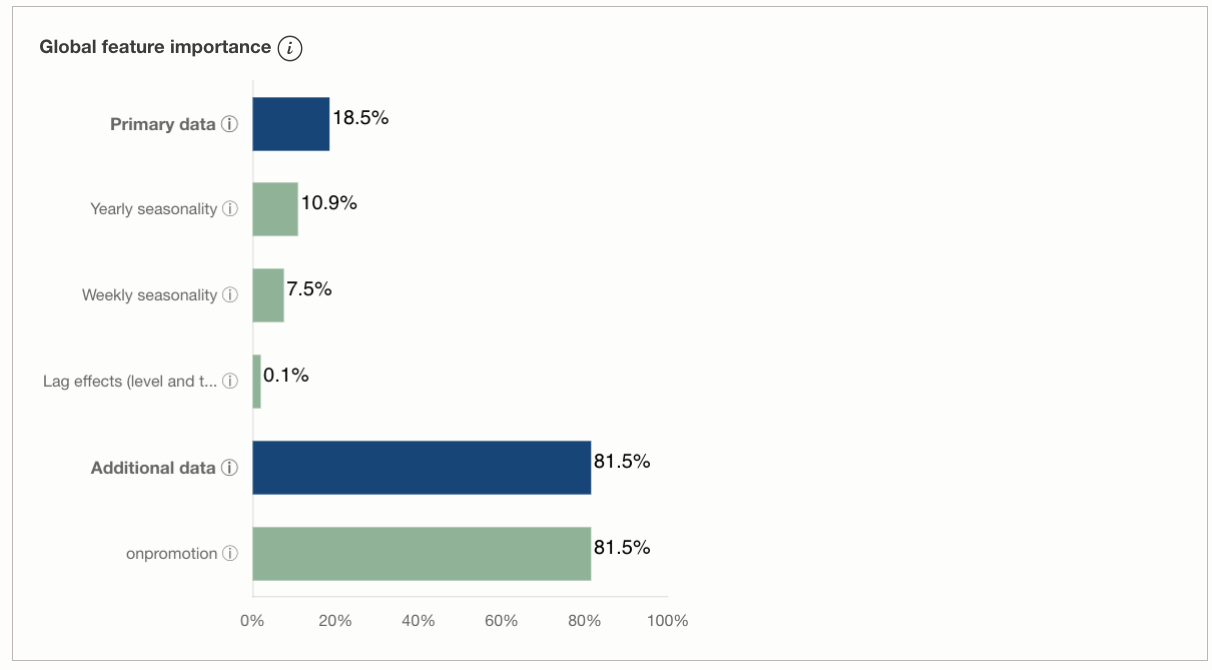 Global feature importance i
Primary data i 18.5%
Yearly seasonality i 10.9%
Weekly seasonality i 7.5%
Lag effects (level and t... i 0.1%
Additional data i 81.5%
onpromotion i 81.5%
0% 20% 40% 60% 80% 100%